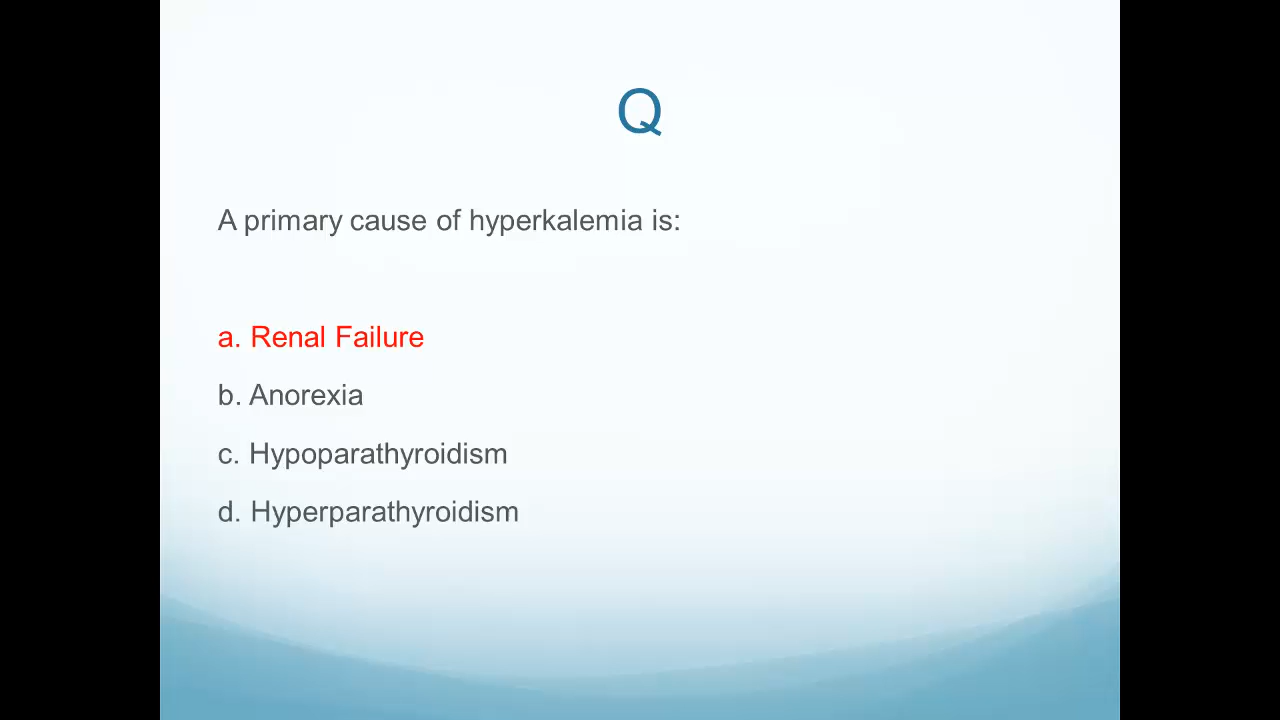 Q
A primary cause of hyperkalemia is:
a. Renal Failure
b. Anorexia
c. Hypoparathyroidism
d. Hyperparathyroidism